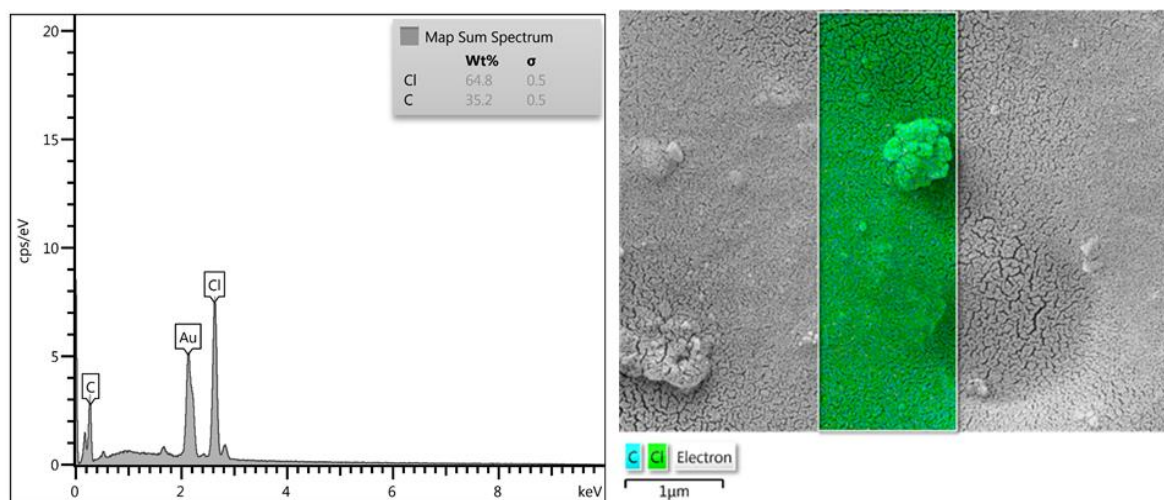 20
15
10
5
0
cps/eV
Map Sum Spectrum
Wt% σ
Cl 64.8 0.5
C 35.2 0.5
C
Au
Cl
0 2 4 6 8 keV
C Cl Electron
1µm